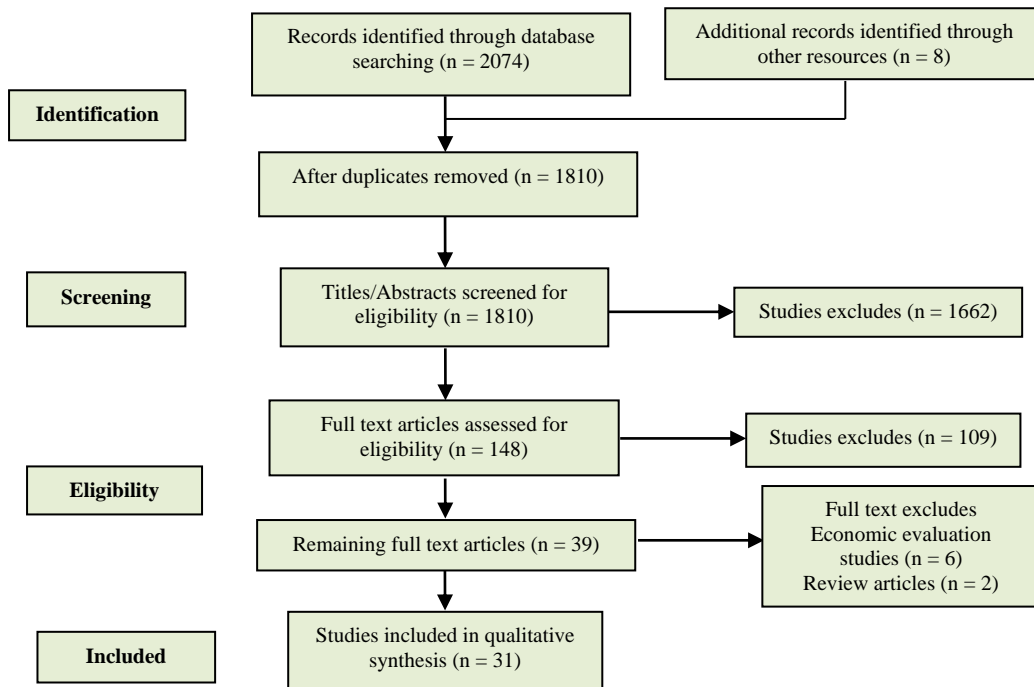 Records identified through database
searching (n = 2074)
Additional records identified through
other resources (n = 8)
Identification
After duplicates removed (n = 1810)
Screening
Titles/Abstracts screened for
eligibility (n = 1810)
Studies excludes (n = 1662)
Full text articles assessed for
eligibility (n = 148)
Studies excludes (n = 109)
Eligibility
Remaining full text articles (n = 39)
Full text excludes
Economic evaluation
studies (n = 6)
Review articles (n = 2)
Included
Studies included in qualitative
synthesis (n = 31)